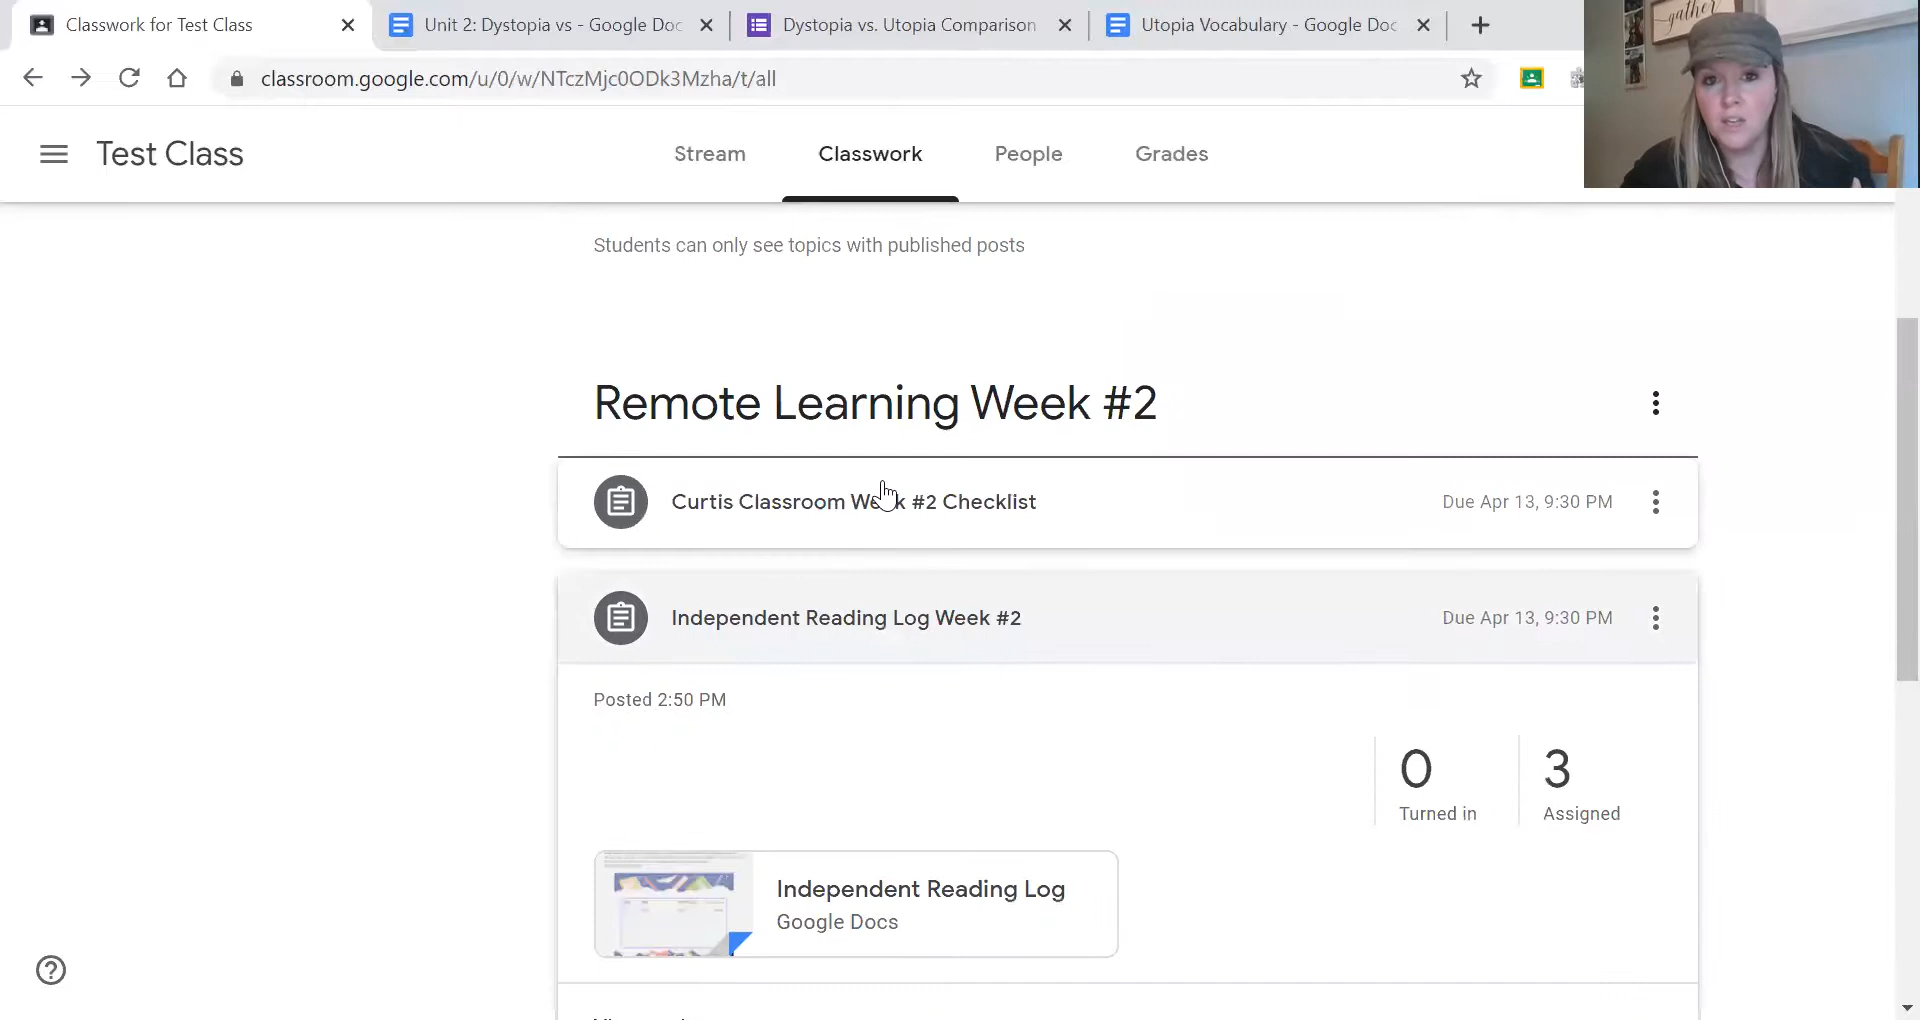 Classwork for Test Class
Unit 2: Dystopia vs - Google Doc
Dystopia vs. Utopia Comparison
Utopia Vocabulary - Google Doc
gather
classroom.google.com/u/0/w/NTczMjc0ODk3Mzha/t/all
Test Class
Stream
Classwork
People
Grades
Students can only see topics with published posts
Remote Learning Week #2
Curtis Classroom Week #2 Checklist
Due Apr 13, 9:30 PM
Independent Reading Log Week #2
Due Apr 13, 9:30 PM
Posted 2:50 PM
0
3
Turned in
Assigned
Independent Reading Log
Google Docs